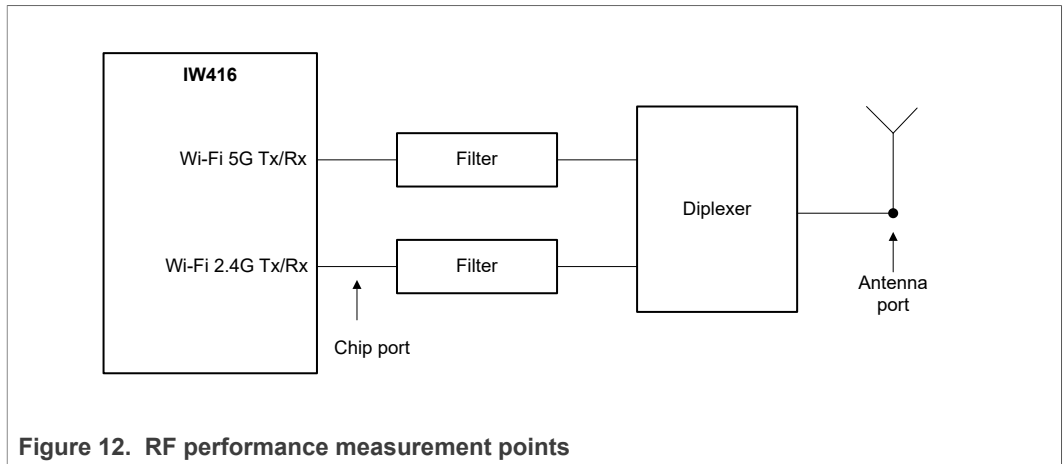 IW416
Wi-Fi 5G Tx/Rx
Filter
Diplexer
Wi-Fi 2.4G Tx/Rx
Filter
Chip port
Antenna
port
Figure 12. RF performance measurement points